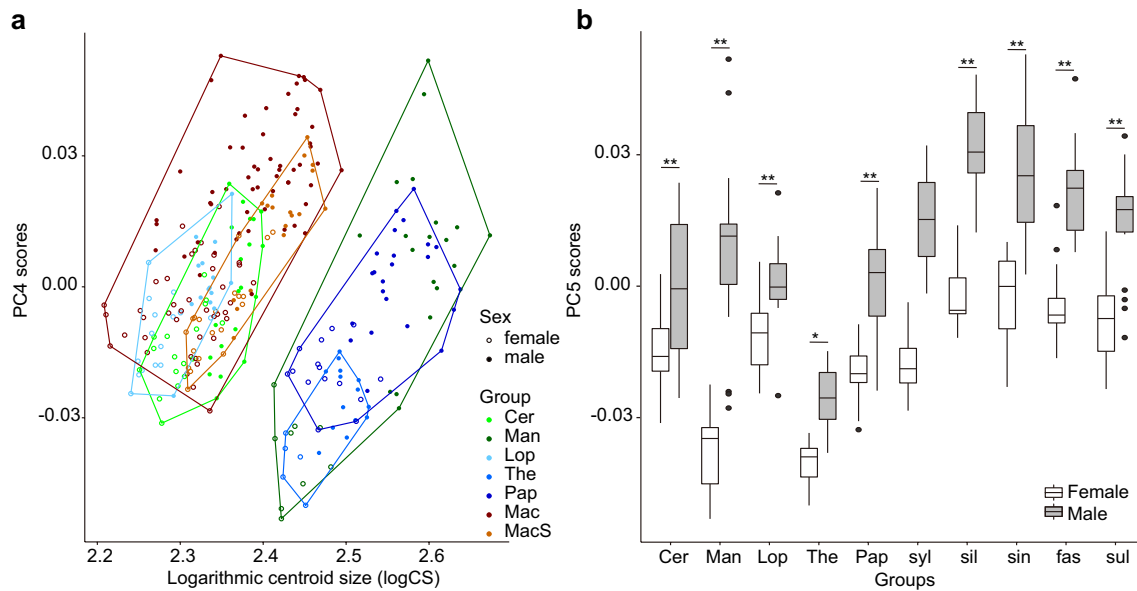 a
PC4 scores
0.03
0.00
-0.03
2.2 2.3 2.4 2.5 2.6
Logarithmic centroid size (logCS)
Sex
female
male
Group
Cer
Man
Lop
The
Pap
Mac
MacS
b
PC5 scores
0.03
0.00
-0.03
** ** ** * ** ** ** ** **
Female
Male
Cer Man Lop The Pap syl sil sin fas sul
Groups